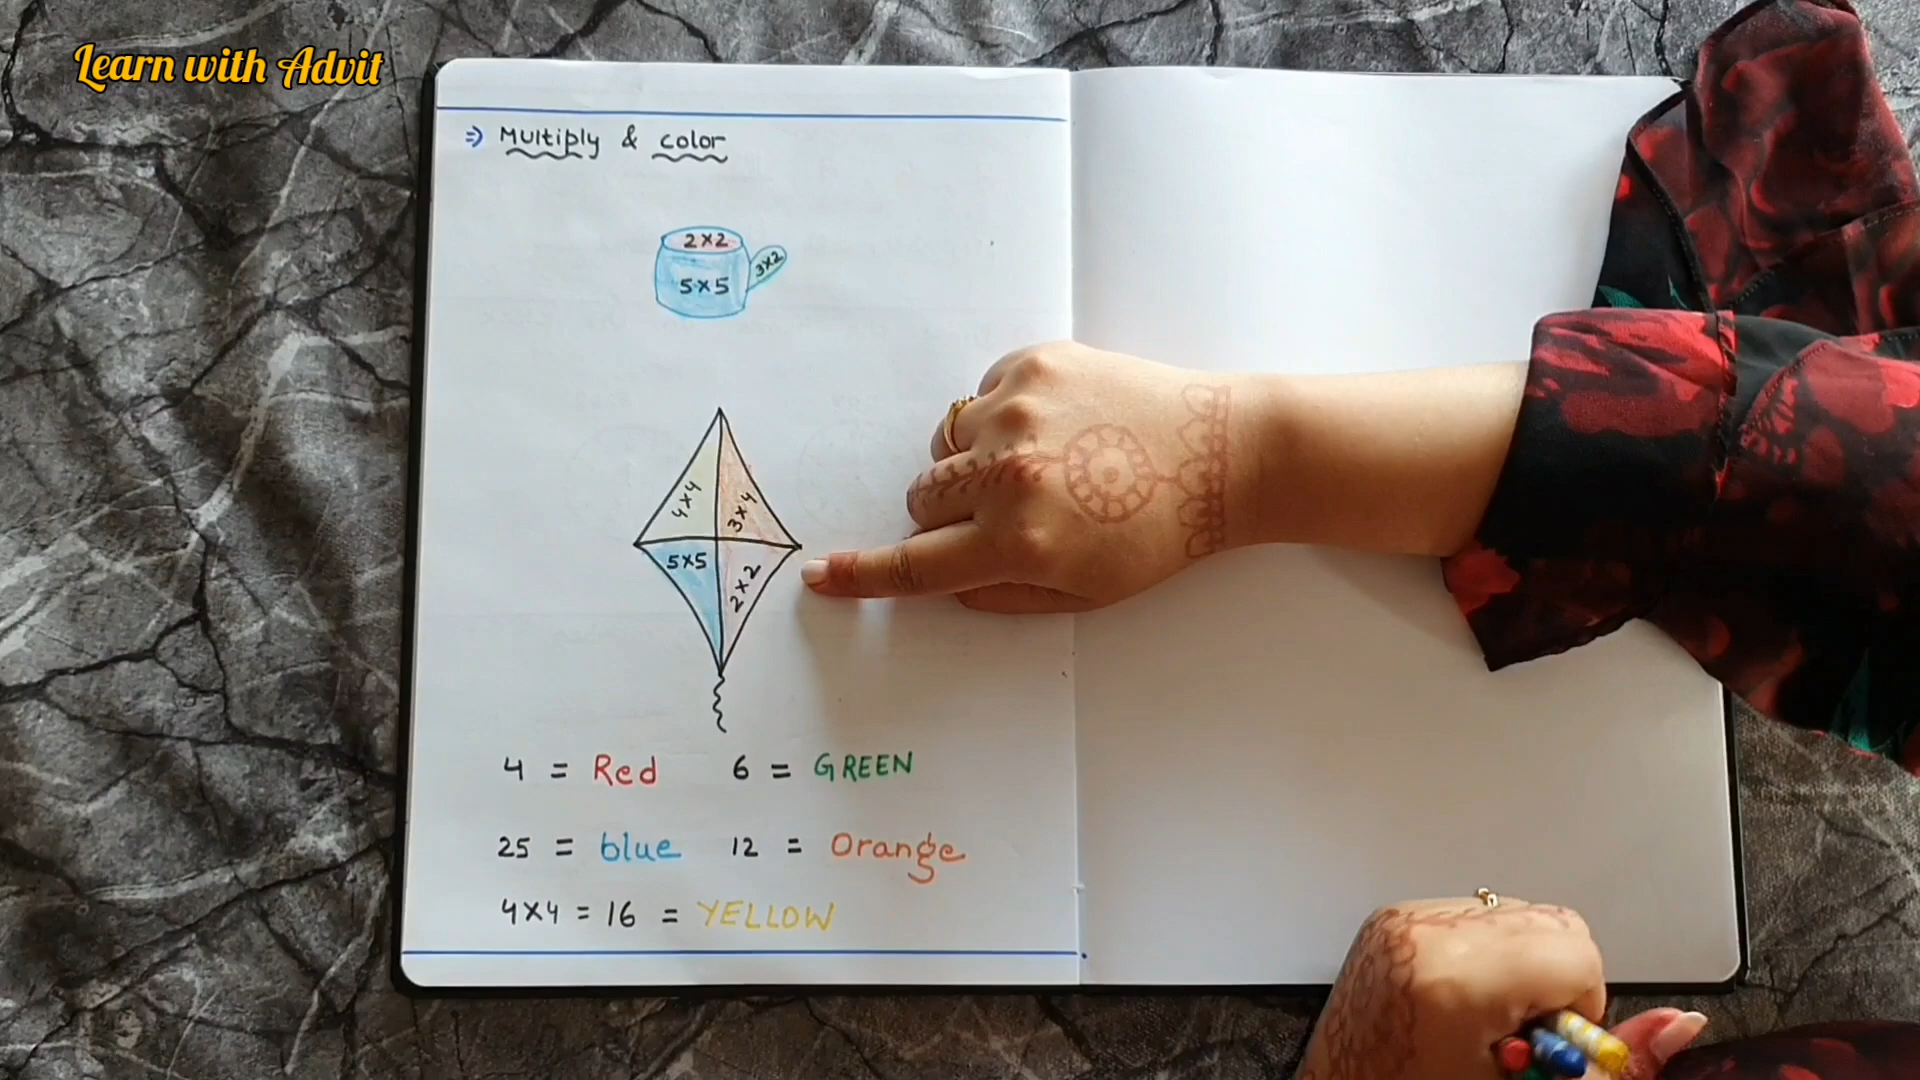 Learn with Advit
=> Multiply & color
2x2
5x5
3x2
4x4
3x4
5x5
2x2
4 = Red 6 = GREEN
25 = blue 12 = Orange
4x4 = 16 = YELLOW